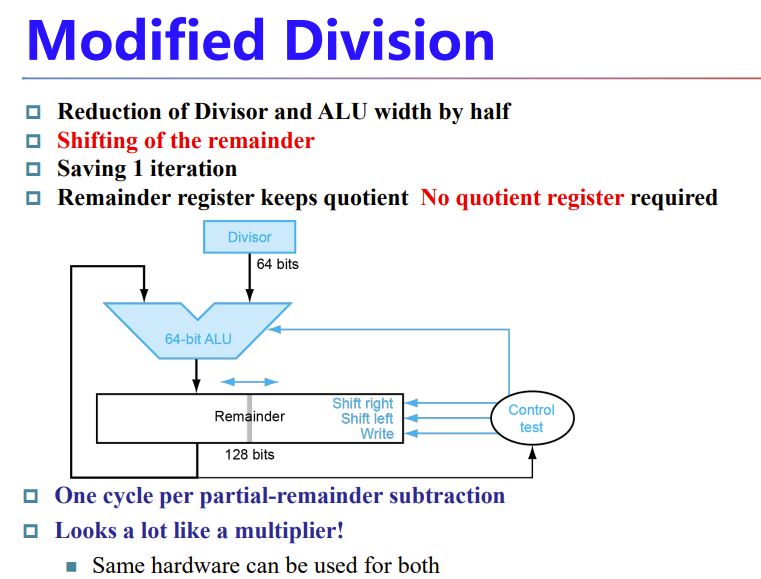 Modified Division
Reduction of Divisor and ALU width by half
Shifting of the remainder
Saving 1 iteration
Remainder register keeps quotient No quotient register required
Divisor
64 bits
64-bit ALU
Remainder
Shift right
Shift left
Write
Control
test
128 bits
One cycle per partial-remainder subtraction
Looks a lot like a multiplier!
Same hardware can be used for both